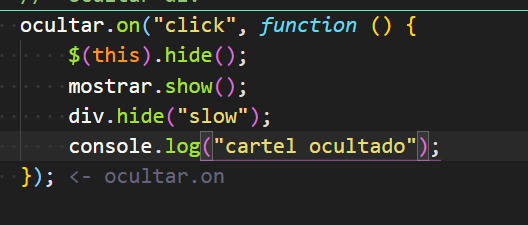 ocultar.on("click", function () {
$(this).hide();
mostrar.show();
div.hide("slow");
console.log("cartel ocultado");
}); <- ocultar.on